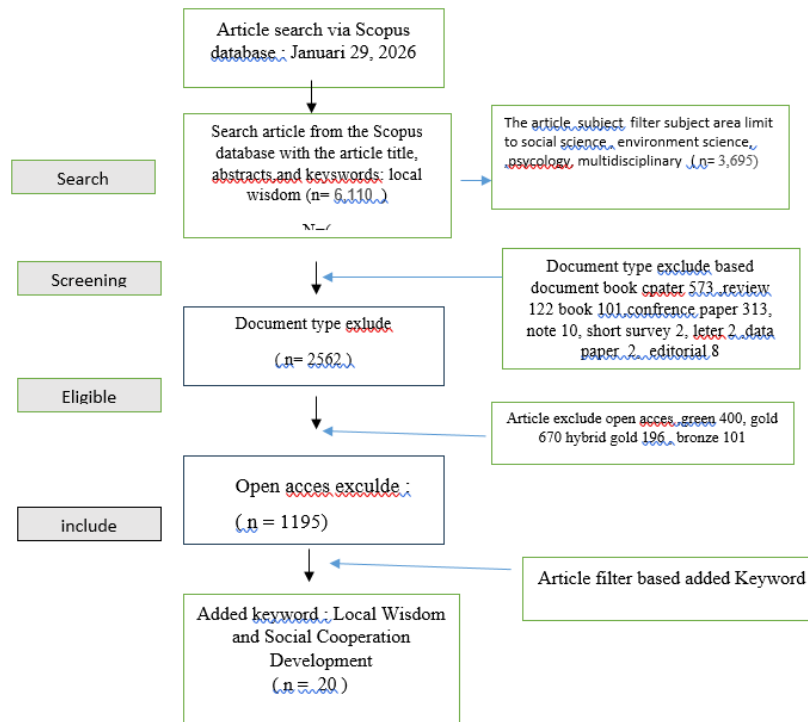 Article search via Scopus
database : Januari 29, 2026
Search article from the Scopus
database with the article title,
abstracts,and keyswords: local
wisdom (n= 6,110 )
N=(
The article subject filter subject area limit
to social science , environment science,
,psycology, multidisciplinary ( n= 3,695)
Search
Screening
Document type exclude based
document book cpater 573 ,review
122 book 101,confrence paper 313,
note 10, short survey 2, leter 2 ,data
paper 2, editorial 8
Document type exlude
( n= 2562 )
Eligible
Article exclude open acces ,green 400, gold
670 hybrid gold 196 , bronze 101
Open acces exculde :
( n = 1195)
include
Article filter based added Keyword
Added keyword : Local Wisdom
and Social Cooperation
Development
( n = 20 )